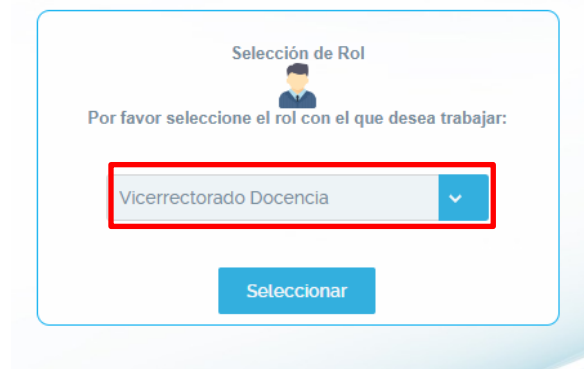 Selección de Rol
Por favor seleccione el rol con el que desea trabajar:
Vicerrectorado Docencia
Seleccionar